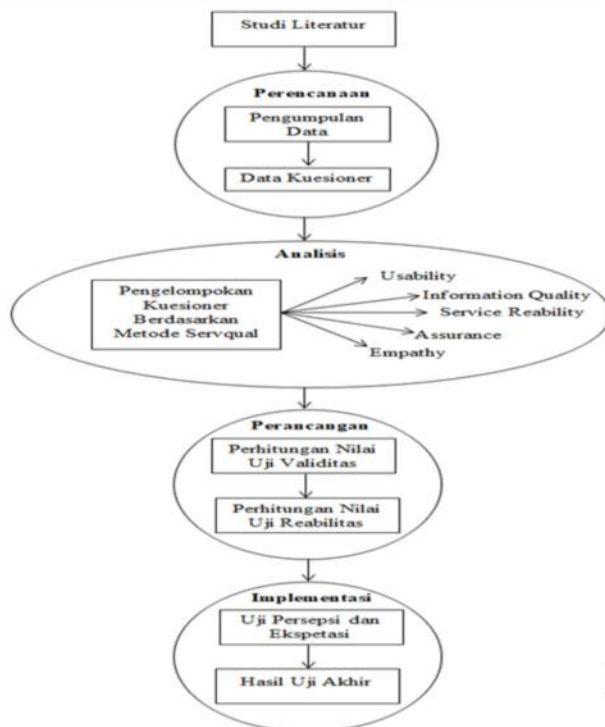 Studi Literatur
Perencanaan
Pengumpulan
Data
Data Kuesioner
Analisis
Pengelompokan
Kuesioner
Berdasarkan
Metode Servqual
Usability
Information Quality
Service Reability
Assurance
Empathy
Perancangan
Perhitungan Nilai
Uji Validitas
Perhitungan Nilai
Uji Reabilitas
Implementasi
Uji Persepsi dan
Ekspetasi
Hasil Uji Akhir